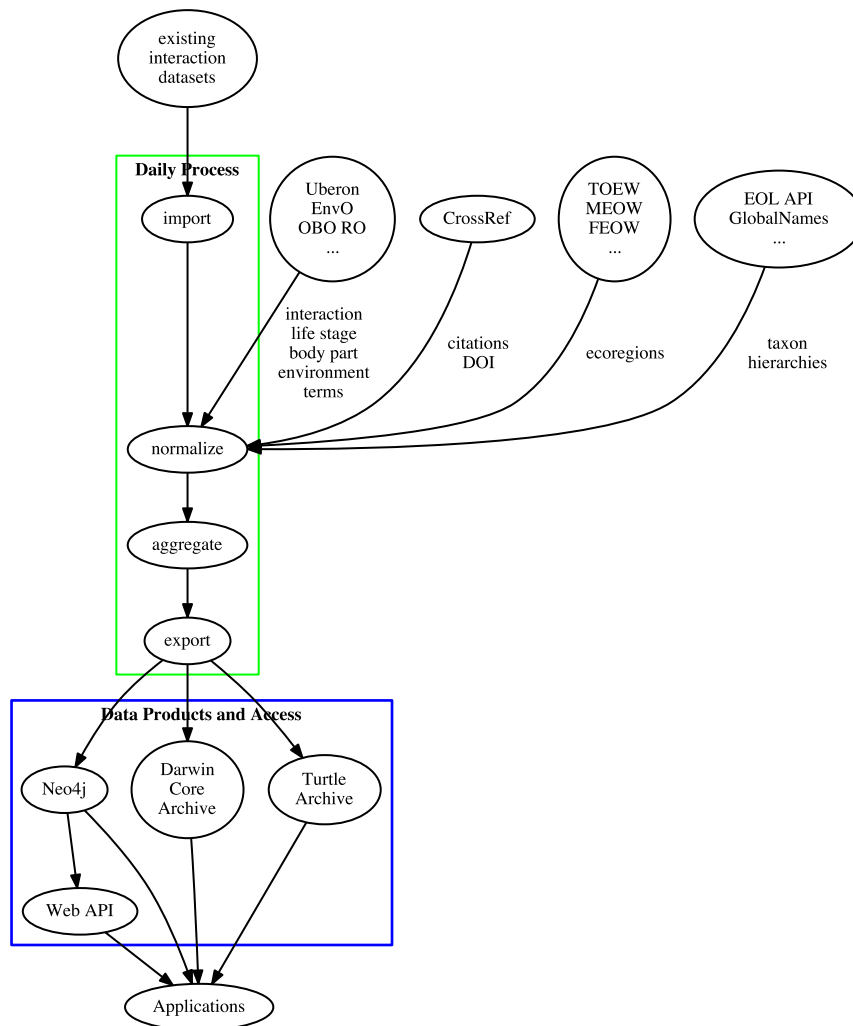 existing
interaction
datasets
Daily Process
import
Uberon
EnvO
OBO RO
...
CrossRef
TOEW
MEOW
FEOW
...
EOL API
GlobalNames
...
interaction
life stage
body part
environment
terms
citations
DOI
ecoregions
taxon
hierarchies
normalize
aggregate
export
Data Products and Access
Neo4j
Darwin
Core
Archive
Turtle
Archive
Web API
Applications